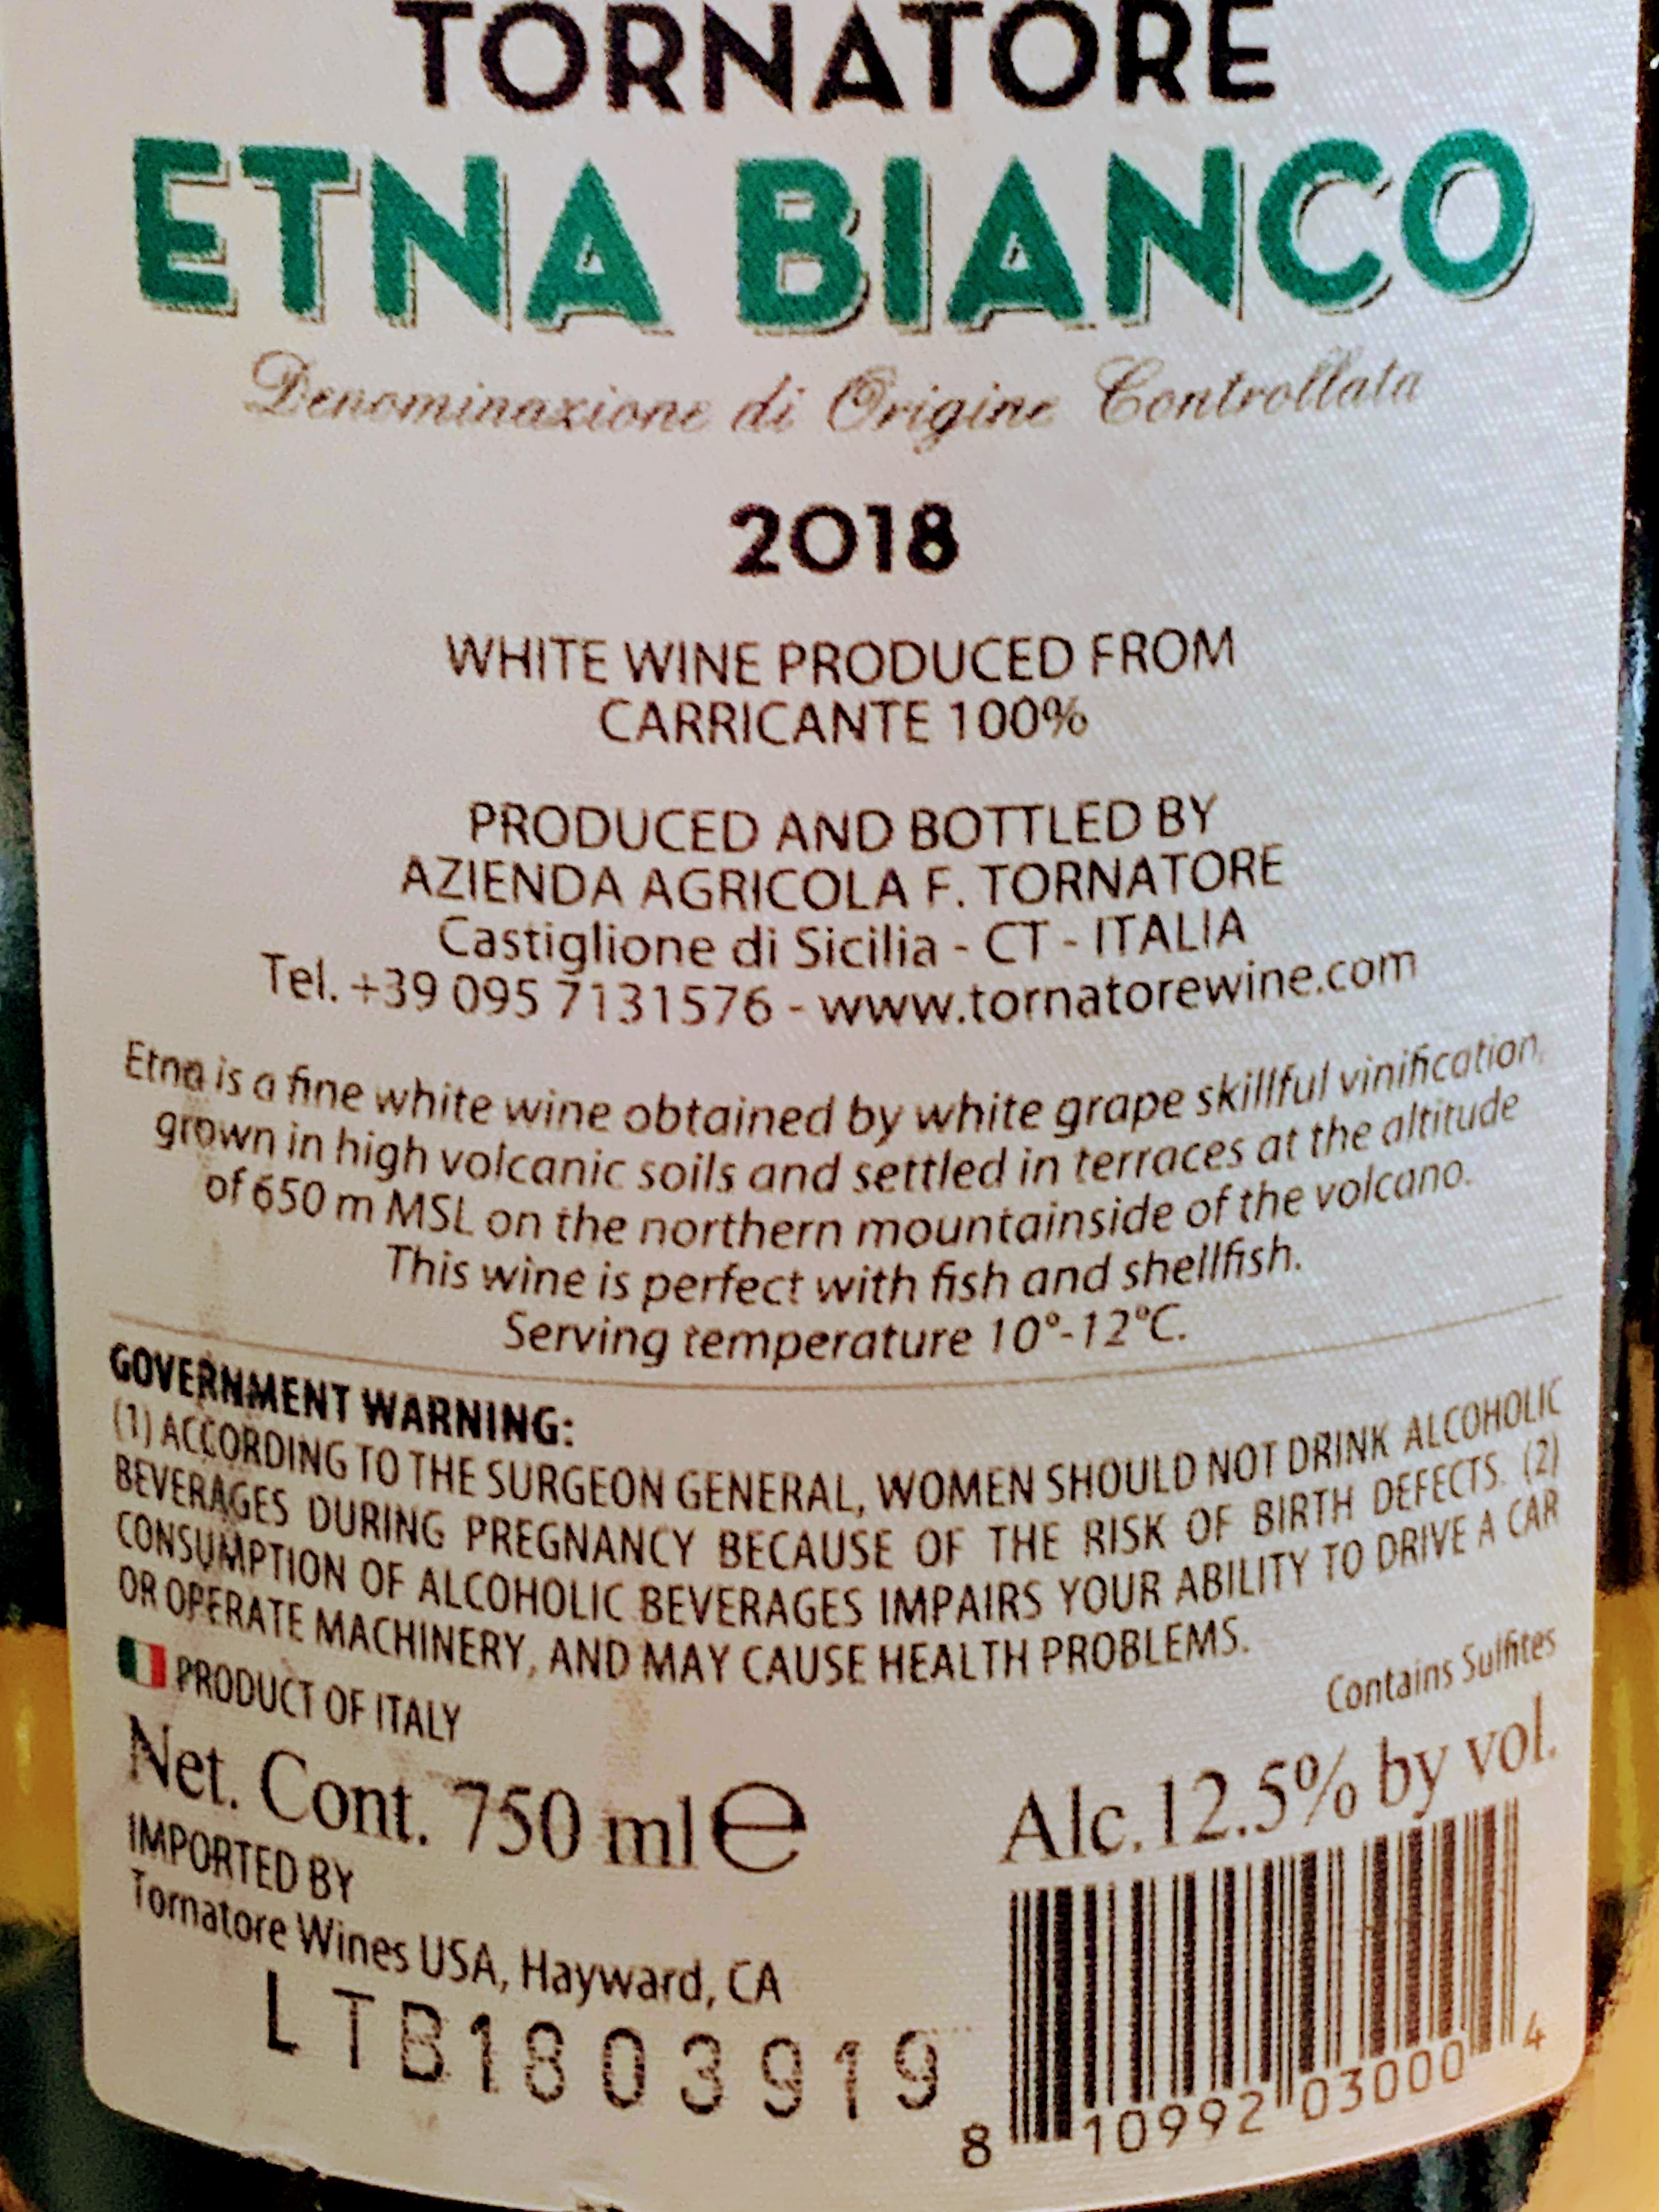 TORNATORE
ETNA BIANCO
Denominazione di Origine Controllata
2018
WHITE WINE PRODUCED FROM
CARRICANTE 100%
PRODUCED AND BOTTLED BY
AZIENDA AGRICOLA F. TORNATORE
Castiglione di Sicilia - CT - ITALIA
Tel. +39 095 7131576 - www.tornatorewine.com
Etna is a fine white wine obtained by white grape skillful vinification,
grown in high volcanic soils and settled in terraces at the altitude
of 650 m MSL on the northern mountainside of the volcano.
This wine is perfect with fish and shellfish.
Serving temperature 10°-12°C.
GOVERNMENT WARNING:
(1) ACCORDING TO THE SURGEON GENERAL, WOMEN SHOULD NOT DRINK ALCOHOLIC
BEVERAGES DURING PREGNANCY BECAUSE OF THE RISK OF BIRTH DEFECTS. (2)
CONSUMPTION OF ALCOHOLIC BEVERAGES IMPAIRS YOUR ABILITY TO DRIVE A CAR
OR OPERATE MACHINERY, AND MAY CAUSE HEALTH PROBLEMS.
PRODUCT OF ITALY
Contains Sulfites
Net. Cont. 750 ml e
Alc.12.5% by vol.
IMPORTED BY
Tornatore Wines USA, Hayward, CA
LTB1803919
8 10992 03000 4